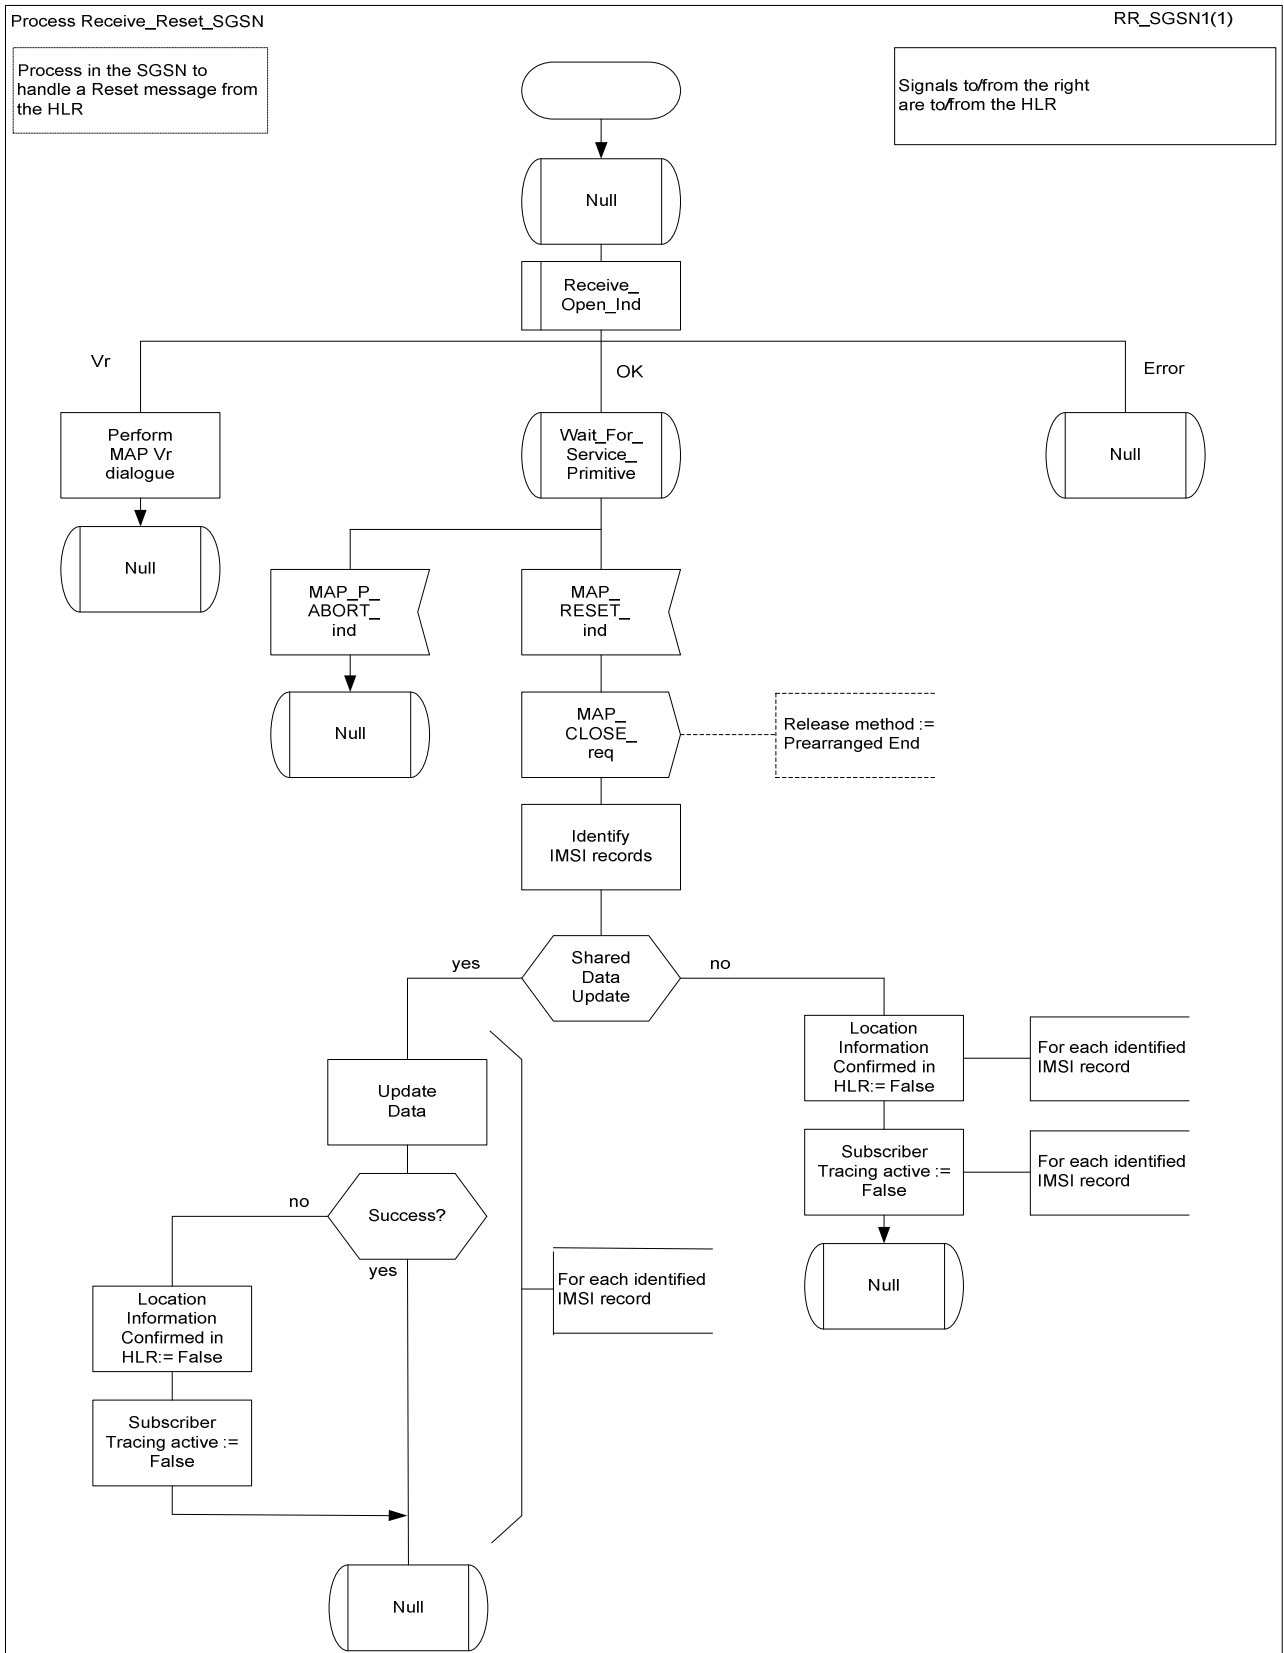 Process Receive_Reset_SGSN
RR_SGSN1(1)
Process in the SGSN to
handle a Reset message from
the HLR
Signals to/from the right
are to/from the HLR
Null
Receive_
Open_Ind
Vr
OK
Error
Perform
MAP Vr
dialogue
Wait_For_
Service_
Primitive
Null
Null
MAP_P_
ABORT_
ind
MAP_
RESET_
ind
Null
MAP_
CLOSE_
req
Release method :=
Prearranged End
Identify
IMSI records
Shared
Data
Update
yes
no
Location
Information
Confirmed in
HLR:= False
For each identified
IMSI record
Update
Data
Subscriber
Tracing active :=
False
For each identified
IMSI record
Success?
no
yes
Null
For each identified
IMSI record
Location
Information
Confirmed in
HLR:= False
Subscriber
Tracing active :=
False
Null